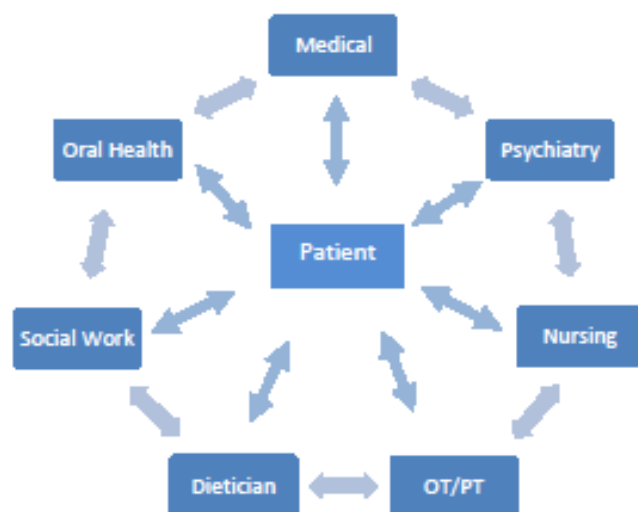 Medical
Oral Health
Psychiatry
Patient
Social Work
Nursing
Dietician
OT/PT